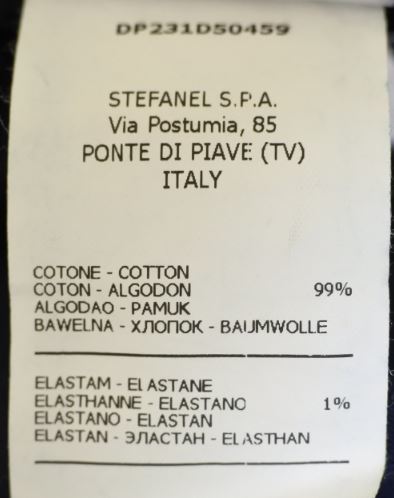 DP231D50459
STEFANEL S.P.A.
Via Postumia, 85
PONTE DI PIAVE (TV)
ITALY
COTONE - COTTON
COTON - ALGODON 99%
ALGODAO - PAMUK
BAWELNA - ХЛОПОК - BAUMWOLLE
ELASTAM - ELASTANE
ELASTHANNE - ELASTANO 1%
ELASTANO - ELASTAN
ELASTAN - ЭЛАСТАН - ELASTHAN